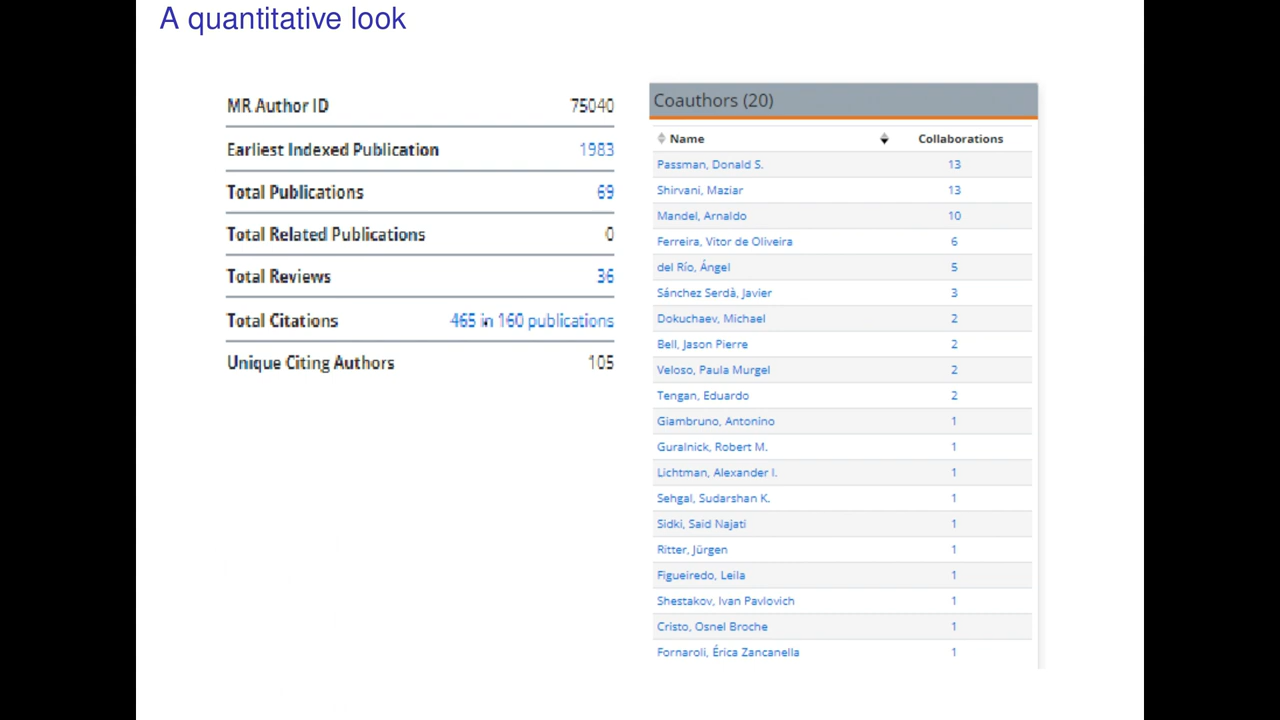 A quantitative look
MR Author ID 75040
Earliest Indexed Publication 1983
Total Publications 69
Total Related Publications 0
Total Reviews 36
Total Citations 465 in 160 publications
Unique Citing Authors 105
Coauthors (20)
Name Collaborations
Passman, Donald S. 13
Shirvani, Maziar 13
Mandel, Arnaldo 10
Ferreira, Vitor de Oliveira 6
del Río, Ángel 5
Sánchez Serdà, Javier 3
Dokuchaev, Michael 2
Bell, Jason Pierre 2
Veloso, Paula Murgel 2
Tengan, Eduardo 2
Giambruno, Antonino 1
Guralnick, Robert M. 1
Lichtman, Alexander I. 1
Sehgal, Sudarshan K. 1
Sidki, Said Najati 1
Ritter, Jürgen 1
Figueiredo, Leila 1
Shestakov, Ivan Pavlovich 1
Cristo, Osnel Broche 1
Fornaroli, Érica Zancanella 1